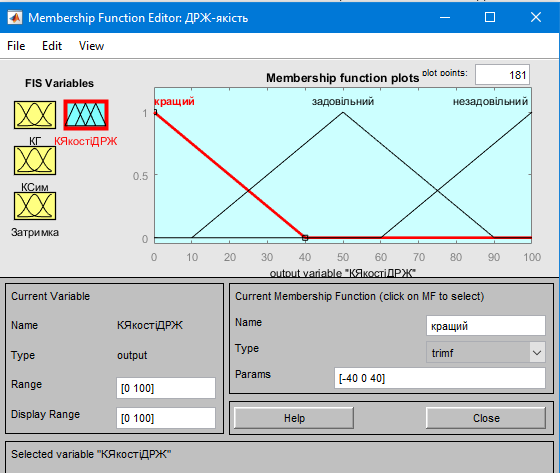 Membership Function Editor: ДРЖ-якість
File Edit View
FIS Variables
КГ
КЯкостіДРЖ
КСим
Затримка
Membership function plots
plot points:
181
кращий
задовільний
незадовільний
1
0.5
0
0 10 20 30 40 50 60 70 80 90 100
output variable "КЯкостіДРЖ"
Current Variable
Name КЯкостіДРЖ
Type output
Range [0 100]
Display Range [0 100]
Current Membership Function (click on MF to select)
Name кращий
Type trimf
Params [-40 0 40]
Help Close
Selected variable "КЯкостіДРЖ"